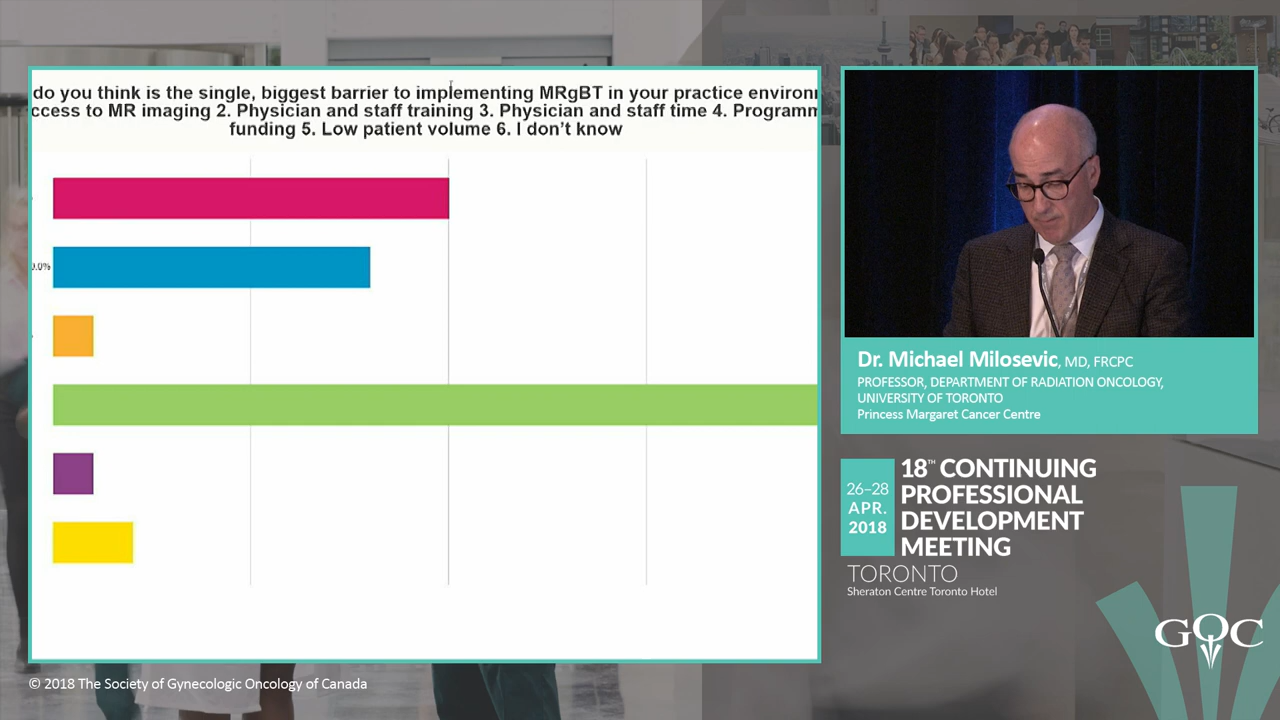 do you think is the single, biggest barrier to implementing MRgBT in your practice environ
ccess to MR imaging 2. Physician and staff training 3. Physician and staff time 4. Programm
funding 5. Low patient volume 6. I don’t know
.0%
Dr. Michael Milosevic, MD, FRCPC
PROFESSOR, DEPARTMENT OF RADIATION ONCOLOGY,
UNIVERSITY OF TORONTO
Princess Margaret Cancer Centre
26–28
APR.
2018
18TH CONTINUING
PROFESSIONAL
DEVELOPMENT
MEETING
TORONTO
Sheraton Centre Toronto Hotel
GOC
© 2018 The Society of Gynecologic Oncology of Canada